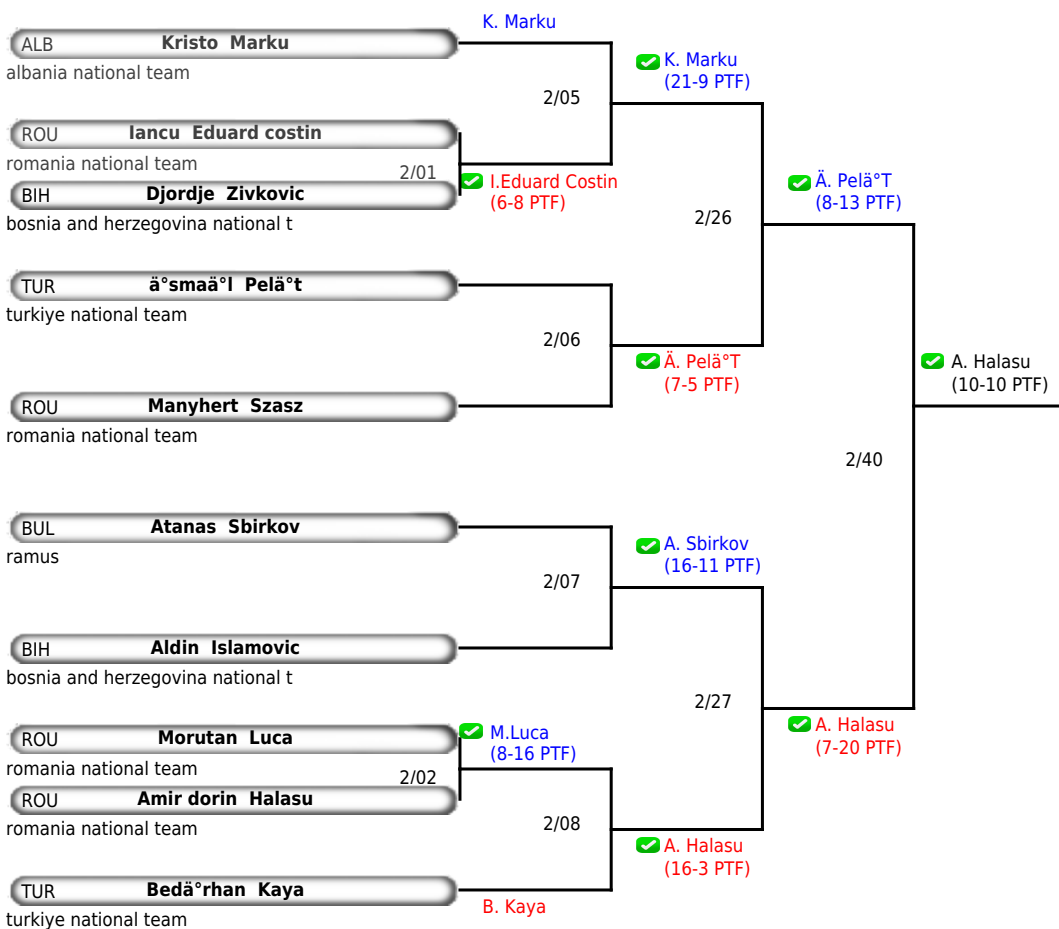 K. Marku
ALB Kristo Marku
albania national team
K. Marku
(21-9 PTF)
2/05
ROU Iancu Eduard costin
romania national team
2/01
BIH Djordje Zivkovic
bosnia and herzegovina national t
I.Eduard Costin
(6-8 PTF)
Ä. Pelä°T
(8-13 PTF)
2/26
TUR ä°smaä°l Pelä°t
turkiye national team
2/06
Ä. Pelä°T
(7-5 PTF)
A. Halasu
(10-10 PTF)
ROU Manyhert Szasz
romania national team
2/40
BUL Atanas Sbirkov
ramus
A. Sbirkov
(16-11 PTF)
2/07
BIH Aldin Islamovic
bosnia and herzegovina national t
2/27
A. Halasu
(7-20 PTF)
ROU Morutan Luca
romania national team
M.Luca
(8-16 PTF)
2/02
ROU Amir dorin Halasu
romania national team
2/08
A. Halasu
(16-3 PTF)
TUR Bedä°rhan Kaya
turkiye national team
B. Kaya